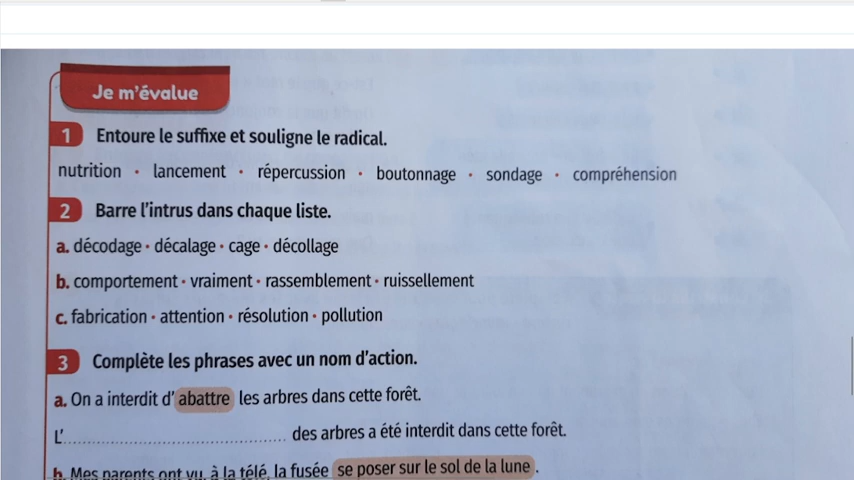 Je m'évalue
1 Entoure le suffixe et souligne le radical.
nutrition • lancement • répercussion • boutonnage • sondage • compréhension
2 Barre l'intrus dans chaque liste.
a. décodage • décalage • cage • décollage
b. comportement • vraiment • rassemblement • ruissellement
c. fabrication • attention • résolution • pollution
3 Complète les phrases avec un nom d'action.
a. On a interdit d'abattre les arbres dans cette forêt.
L'........................................ des arbres a été interdit dans cette forêt.
b. Mes parents ont vu, à la télé, la fusée se poser sur le sol de la lune.